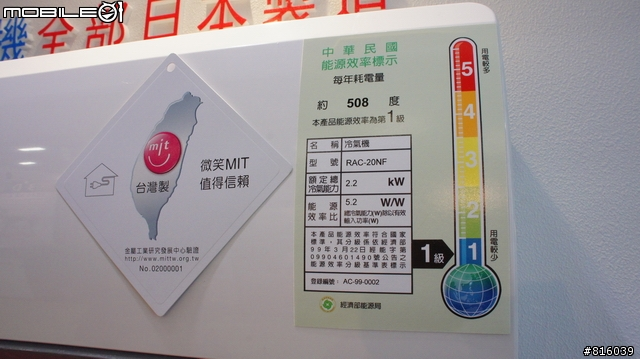 MOBILE01
機全部日本製造
mit
台灣製
微笑MIT
值得信賴
金屬工業研究發展中心驗證
http://www.mittw.org.tw
No.02000001
中華民國
能源效率標示
每年耗電量
約 508 度
本產品能源效率為第1級
名稱 冷氣機
型號 RAC-20NF
額定總冷氣能力 2.2 kW
能源效率比 5.2 W/W
總冷氣能力(W)除以有效輸入功率(W)
本產品能源效率符合國家
標準，其分級係依經濟部
99年3月22日經能字第
09904601490號公告之
能源效率分級基準表標示
登錄編號： AC-99-0002
經濟部能源局
用電較多
5
4
3
2
1
用電較少
1級
#816039